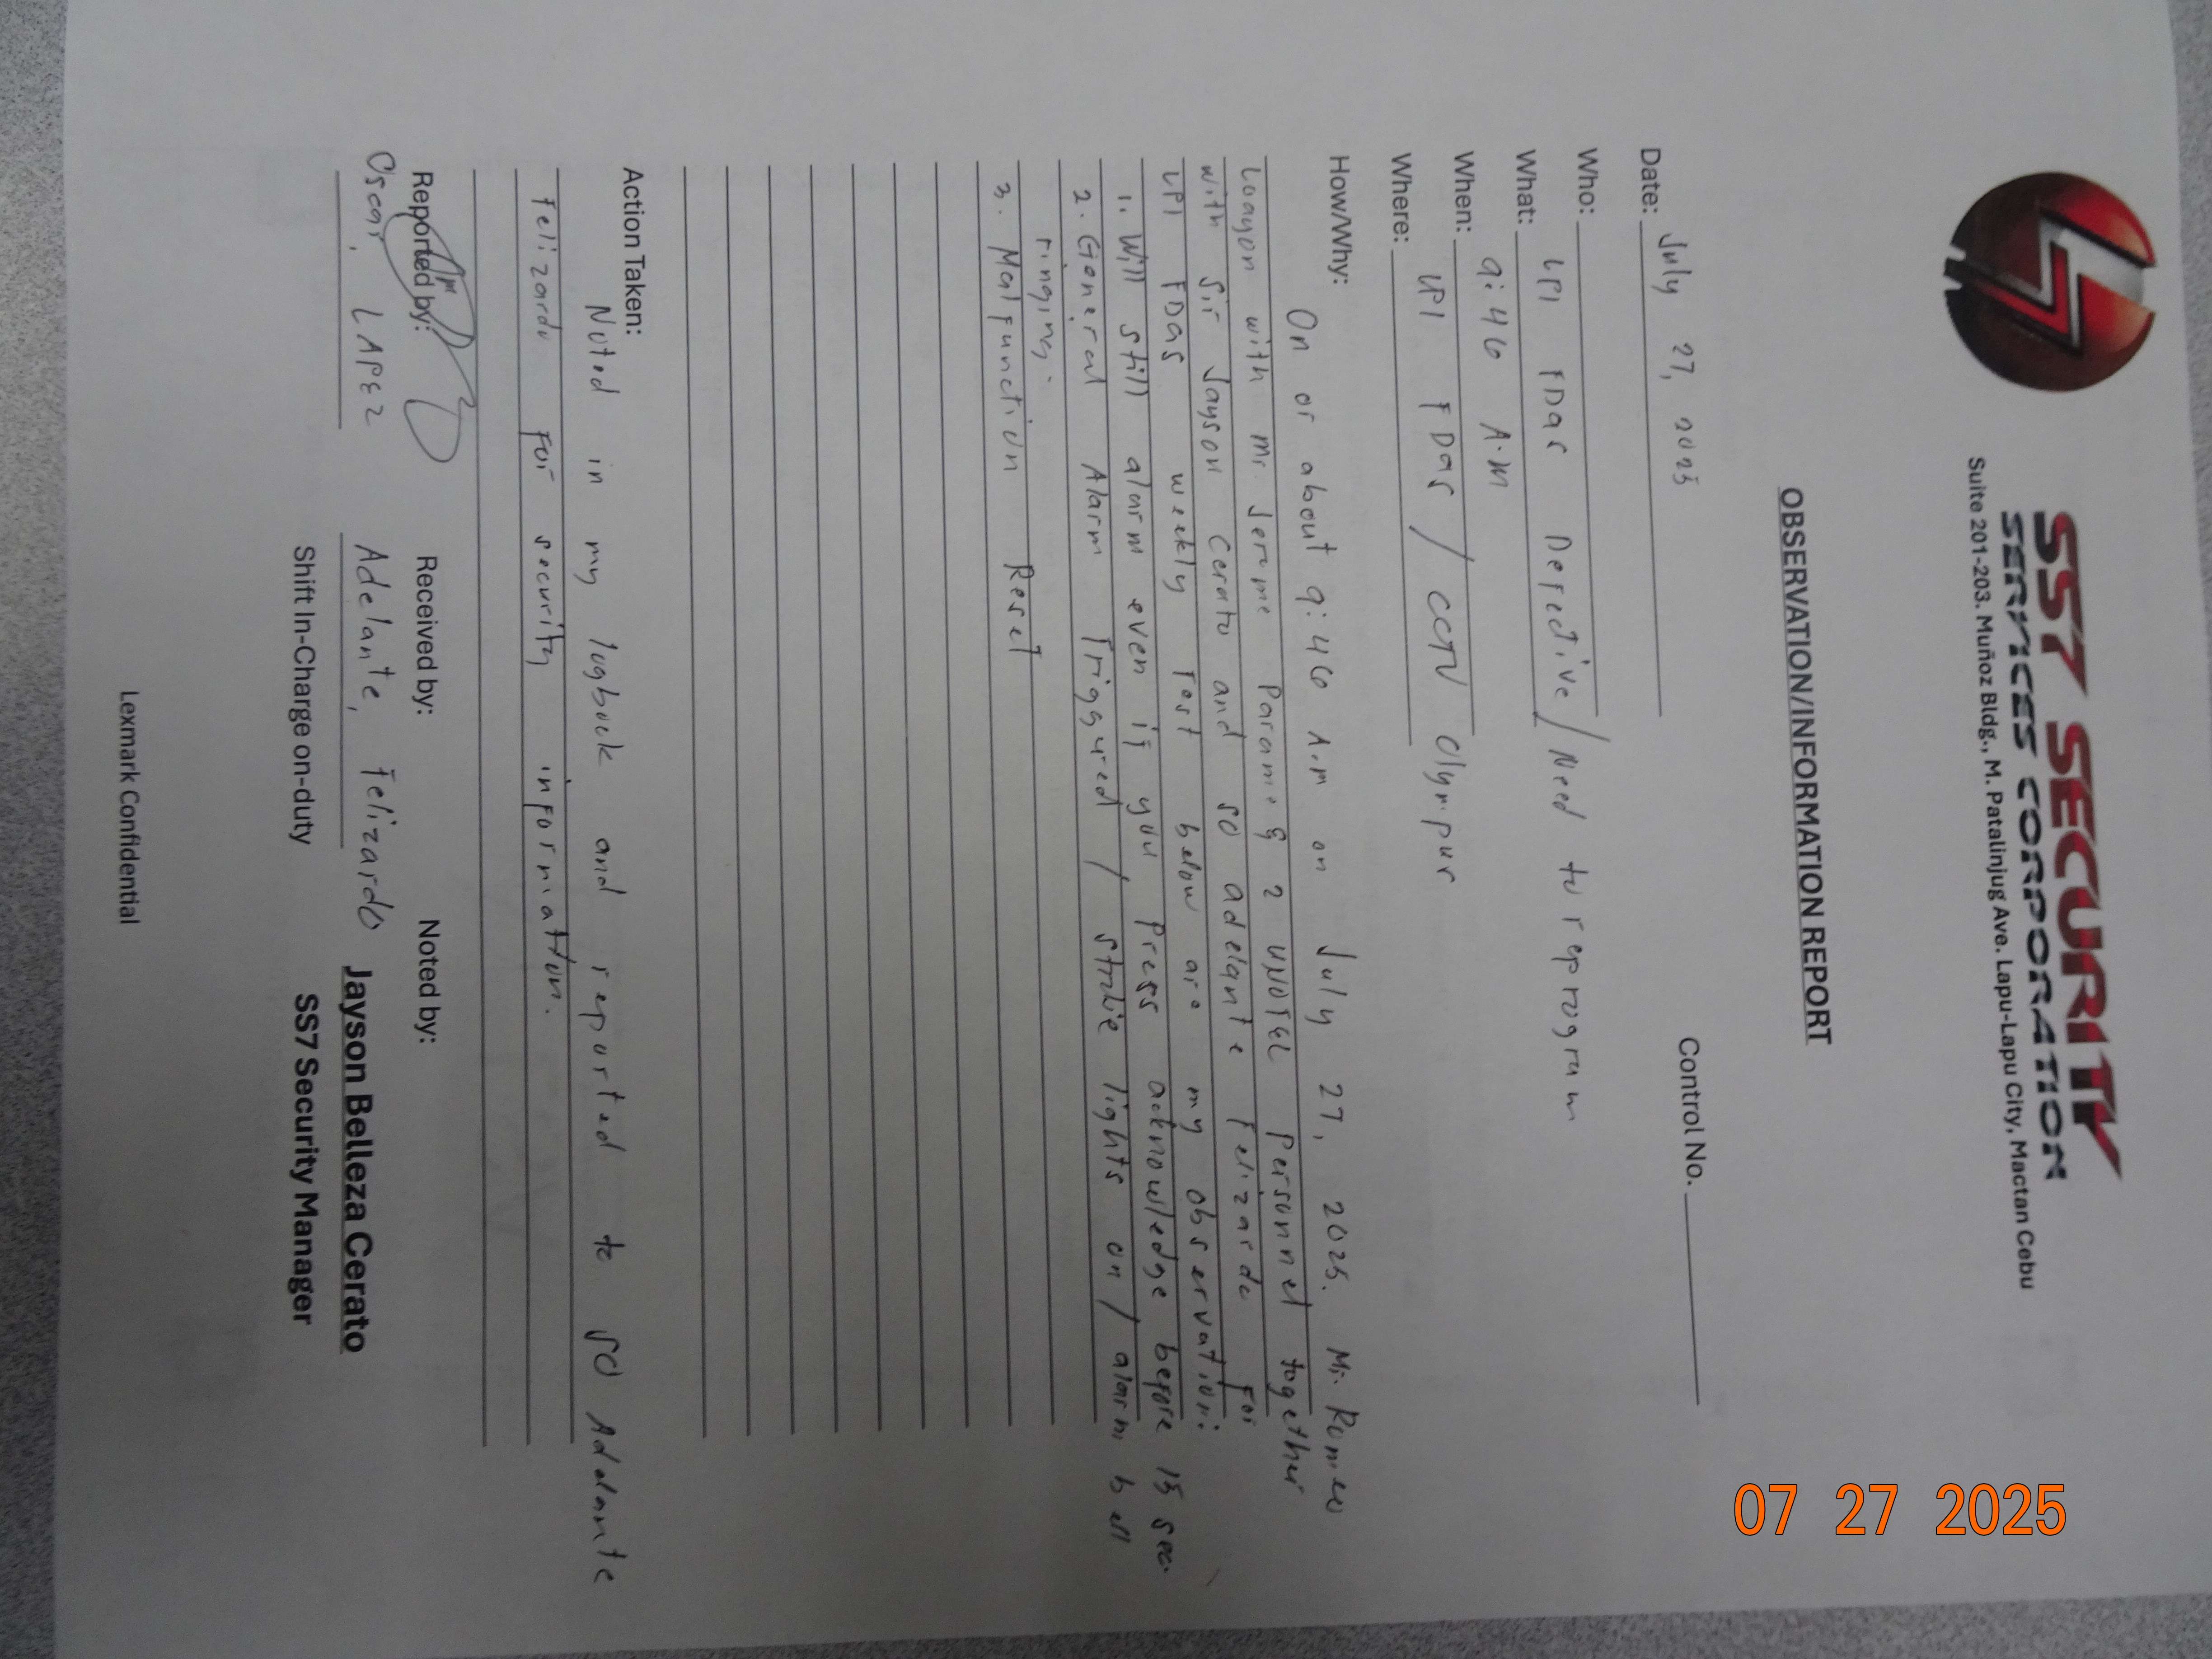 SS7 SECURITY
SERVICES CORPORATION
Suite 201-203. Muñoz Bldg., M. Patalinjug Ave. Lapu-Lapu City, Mactan Cebu
OBSERVATION/INFORMATION REPORT
Control No.
Date: July 27, 2025
Who:
What: LPI FDas Defective/Need to reprogram
When: 9:46 A.M
Where: LPI FDas / CCTV Olympus
How/Why:
On or about 9:46 A.m on July 27, 2025. Mr. Romeo
with Mr Jerome & 2 Personnel together
with Sir Jayson Cerato and SO adelante Felizardo For
LPI FDas weekly Test below are my observation:
1. Will still alarm even if you Press acknowledge before 15 sec.
2. General Alarm Triggured / strobe lights on / alarm bell
ringing.
3. Malfunction Reset
Action Taken:
Noted in my logbook and reported to SO Adelante
Felizardo For security information.
Reported by: Received by: Noted by:
Oscar, LAPEZ Adelante, Felizardo Jayson Belleza Cerato
Shift In-Charge on-duty SS7 Security Manager
Lexmark Confidential
07 27 2025